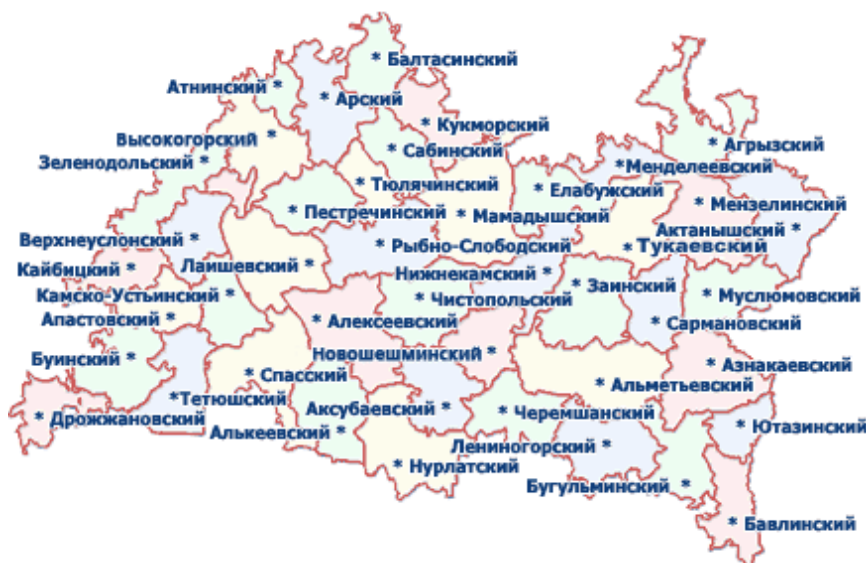 * Балтасинский
Атнинский *
* Арский
* Кукморский
Высокогорский *
* Агрызский
* Сабинский
Зеленодольский *
* Менделеевский
* Тюлячинский
* Елабужский
* Мензелинский
* Пестречинский
* Мамадышский
Актанышский *
Верхнеуслонский *
* Рыбно-Слободский
* Тукаевский
Кайбицкий *
Лаишевский *
Нижнекамский *
* Заинский
Камско-Устьинский *
* Чистопольский
* Муслюмовский
Апастовский *
* Алексеевский
* Сармановский
Буинский *
Новошешминский *
* Азнакаевский
* Спасский
* Альметьевский
* Тетюшский
Аксубаевский *
* Черемшанский
* Дрожжановский
* Ютазинский
Алькеевский *
Лениногорский *
* Нурлатский
Бугульминский *
* Бавлинский